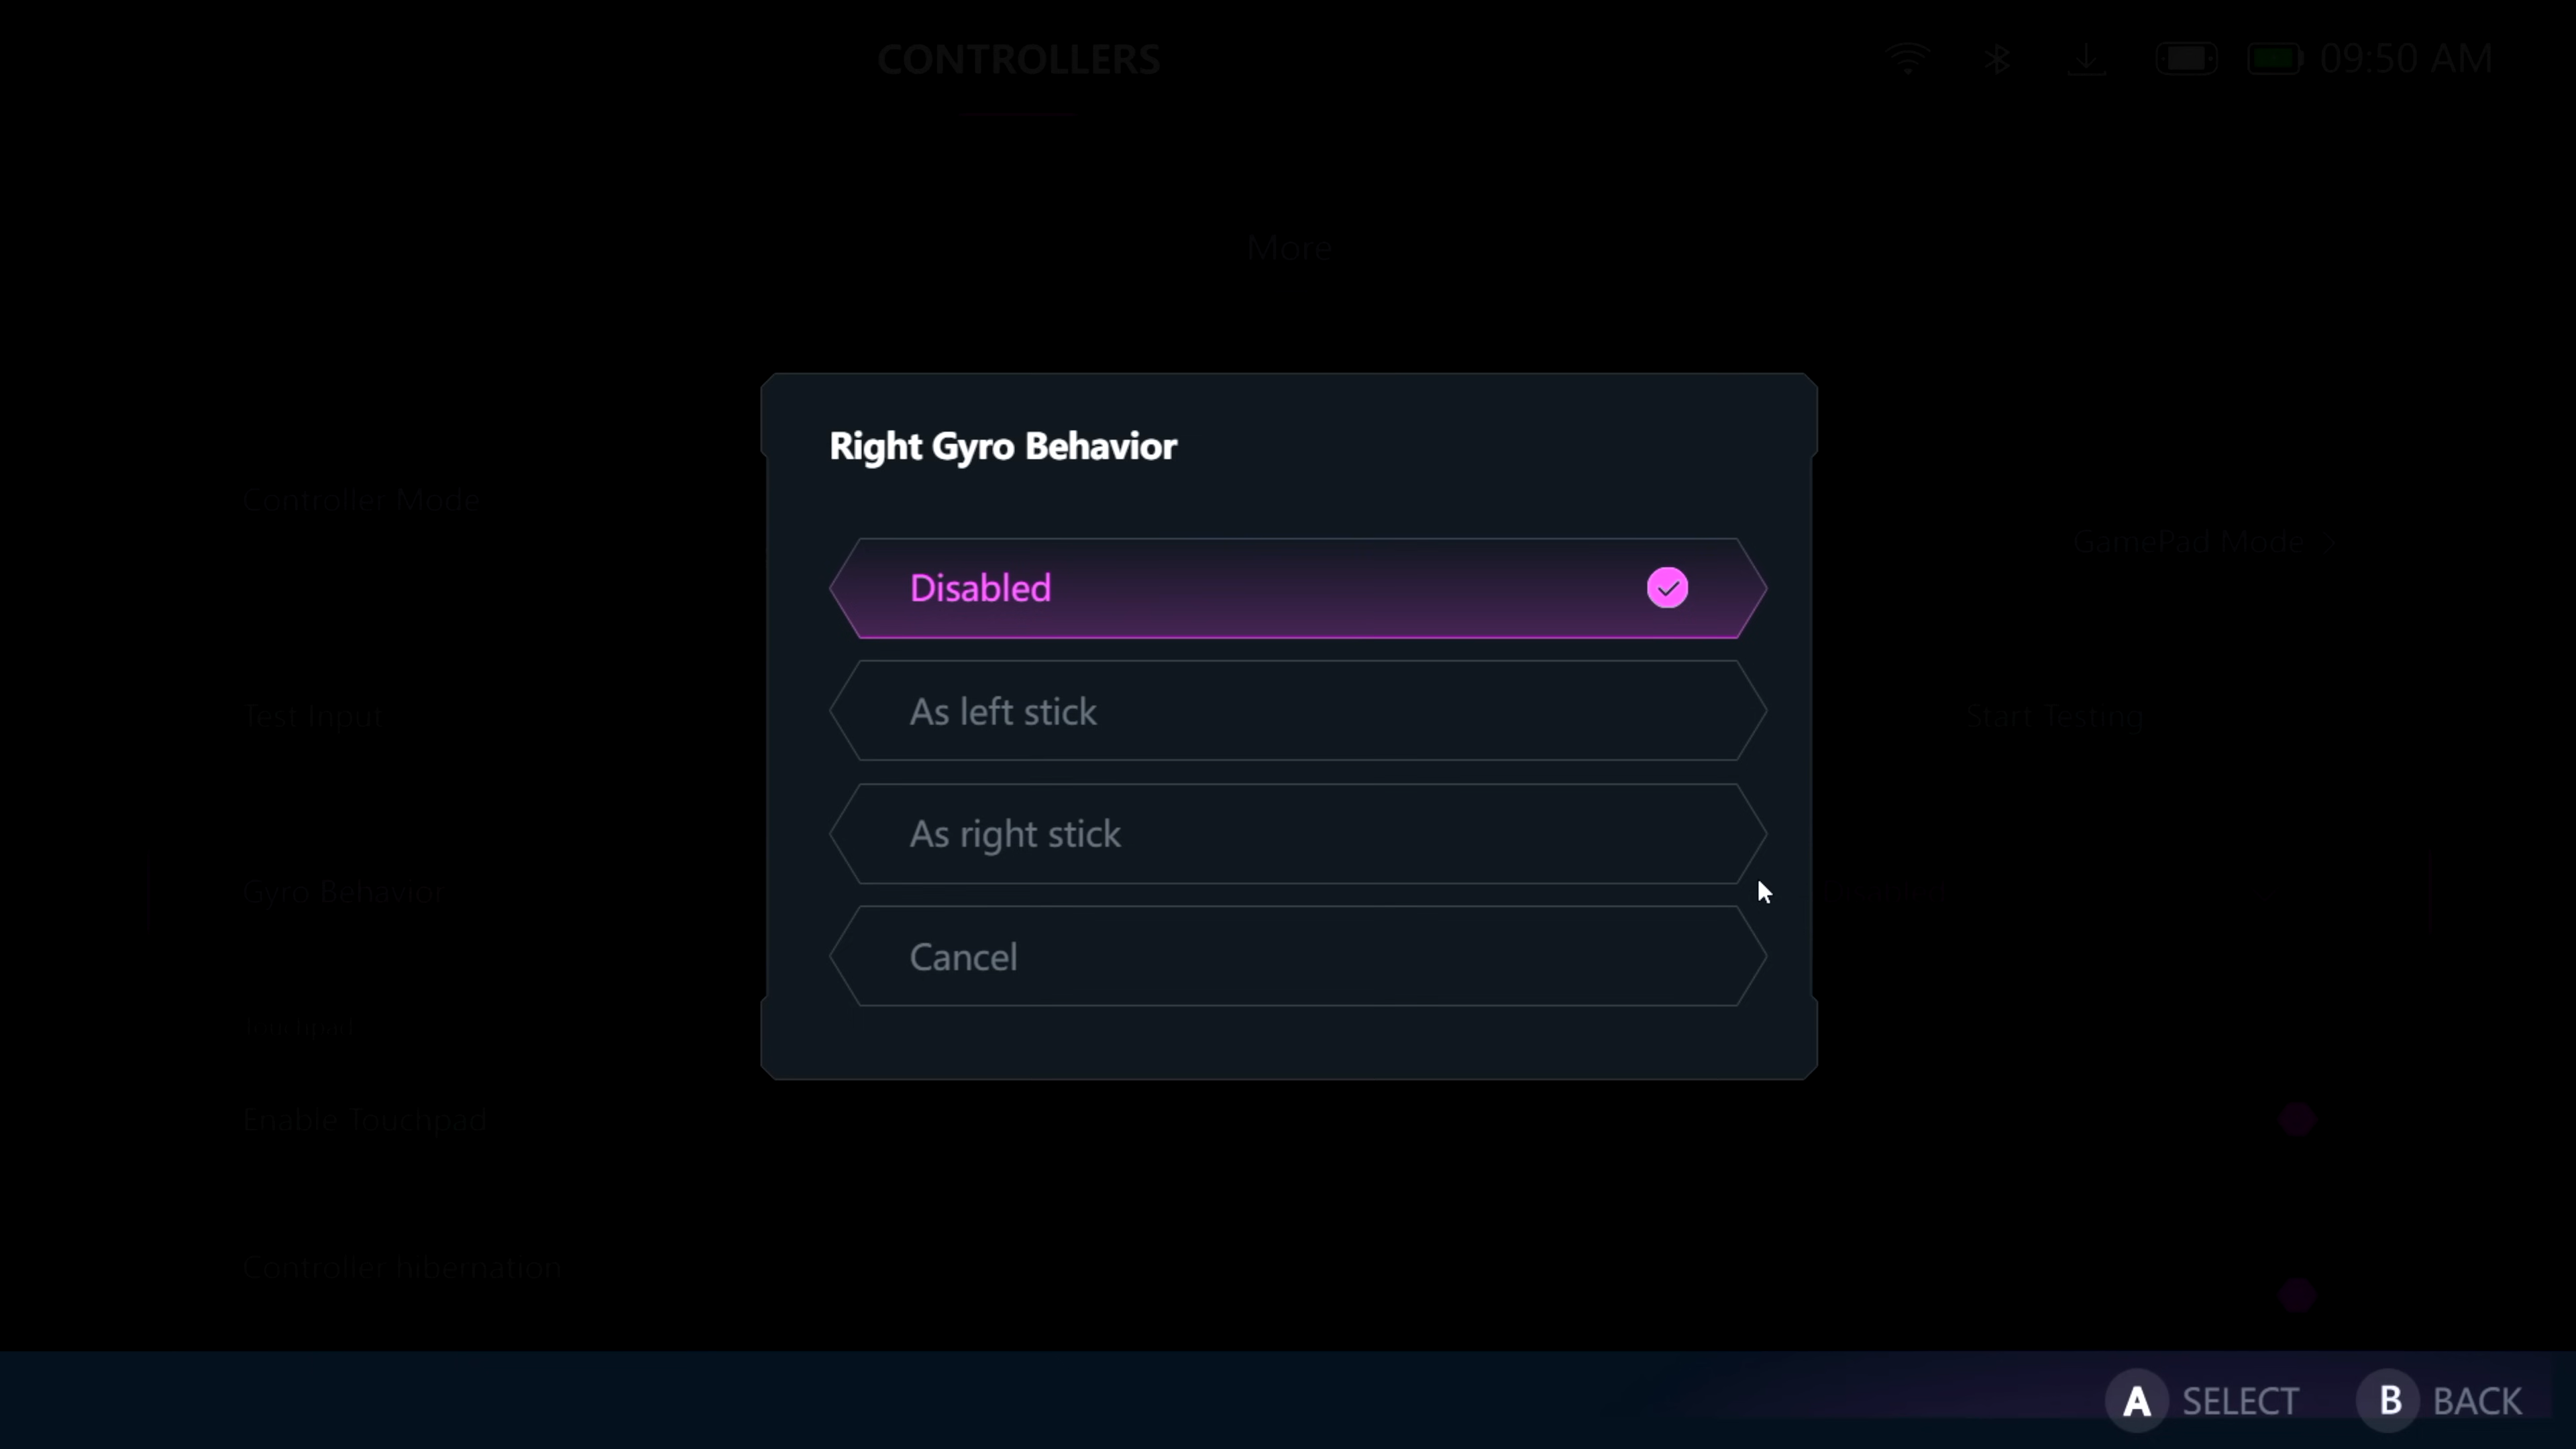 CONTROLLERS
09:50 AM
More
Right Gyro Behavior
Controller Mode
GamePad Mode >
Disabled
As left stick
Test Input
Start Testing
As right stick
Gyro Behavior
Cancel
Touchpad
Enable Touchpad
Controller hibernation
A SELECT
B BACK